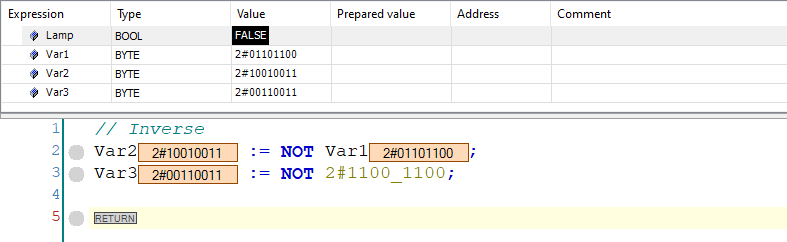 Expression Type Value Prepared value Address Comment
Lamp BOOL FALSE
Var1 BYTE 2#01101100
Var2 BYTE 2#10010011
Var3 BYTE 2#00110011
1 // Inverse
2 Var2 2#10010011 := NOT Var1 2#01101100 ;
3 Var3 2#00110011 := NOT 2#1100_1100;
4
5 RETURN